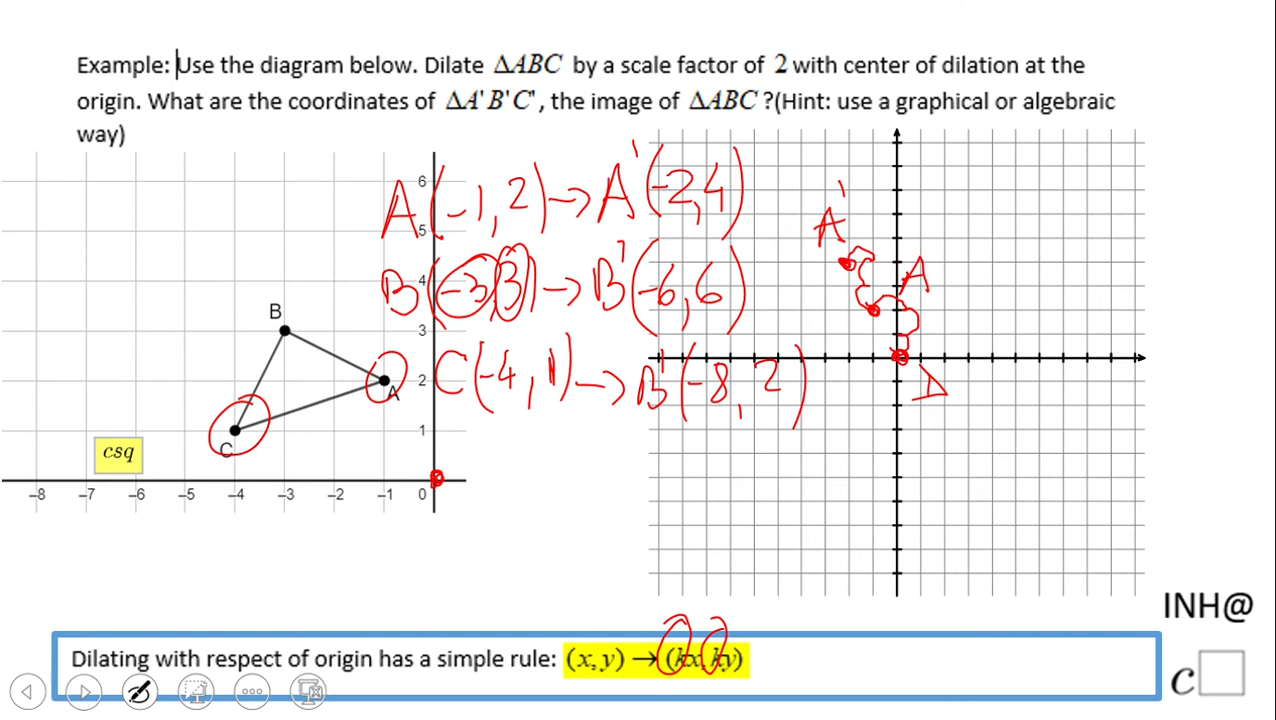 Example: Use the diagram below. Dilate ΔABC by a scale factor of 2 with center of dilation at the
origin. What are the coordinates of ΔA'B'C', the image of ΔABC ?(Hint: use a graphical or algebraic
way)
A(-1,2)→A'(-2,4)
B(-3,3)→B'(-6,6)
C(-4,1)→B'(-8,2)
6
5
4
3
2
1
B
A
C
csq
-8 -7 -6 -5 -4 -3 -2 -1 0
A'
A
D
INH@
c
Dilating with respect of origin has a simple rule: (x,y)→(kx,ky)